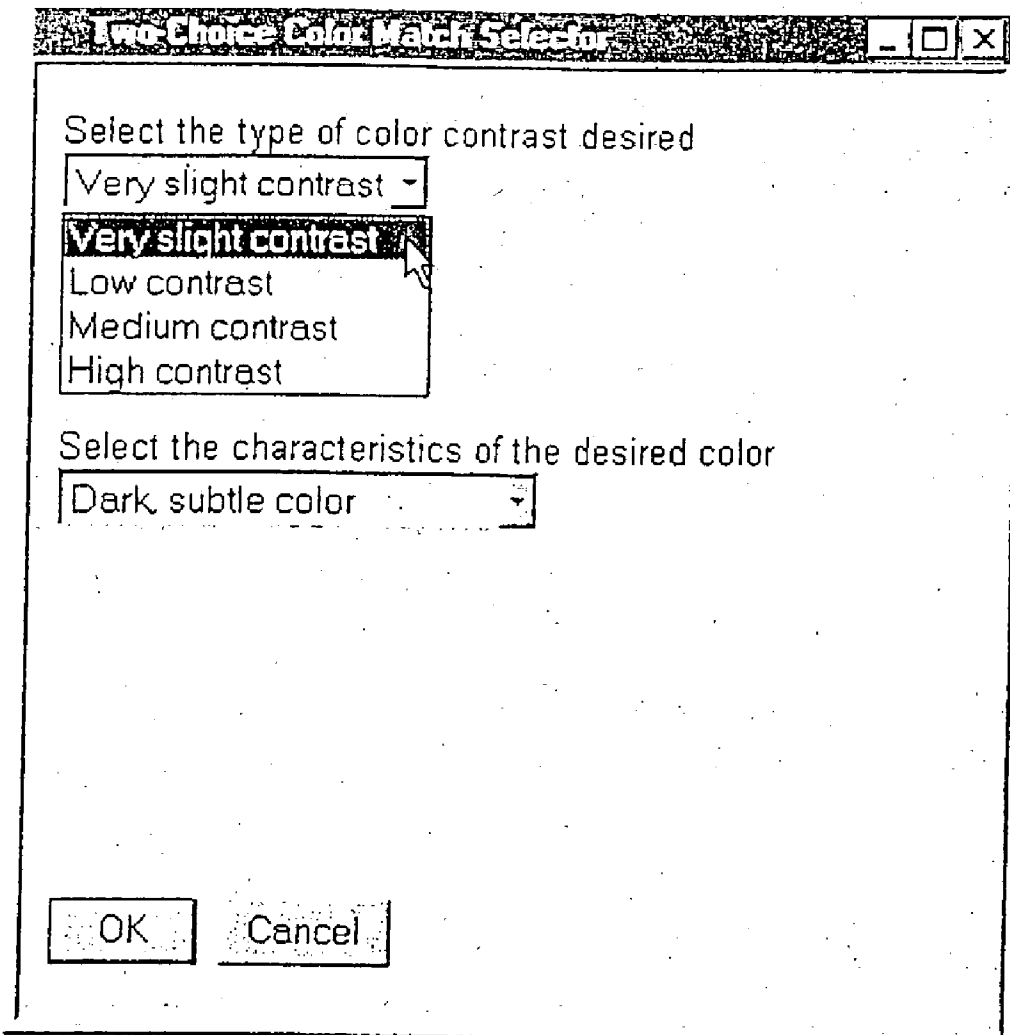 Two-Choice Color Match Selector
Select the type of color contrast desired
Very slight contrast
Very slight contrast
Low contrast
Medium contrast
High contrast
Select the characteristics of the desired color
Dark, subtle color
OK Cancel